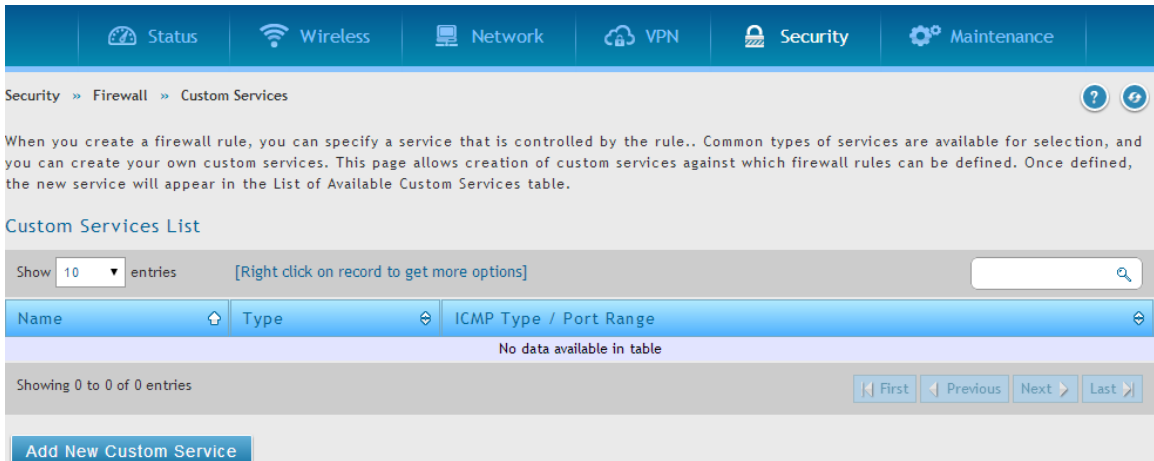 Status Wireless Network VPN Security Maintenance
Security » Firewall » Custom Services
When you create a firewall rule, you can specify a service that is controlled by the rule.. Common types of services are available for selection, and
you can create your own custom services. This page allows creation of custom services against which firewall rules can be defined. Once defined,
the new service will appear in the List of Available Custom Services table.
Custom Services List
Show 10 entries [Right click on record to get more options]
Name Type ICMP Type / Port Range
No data available in table
Showing 0 to 0 of 0 entries First Previous Next Last
Add New Custom Service